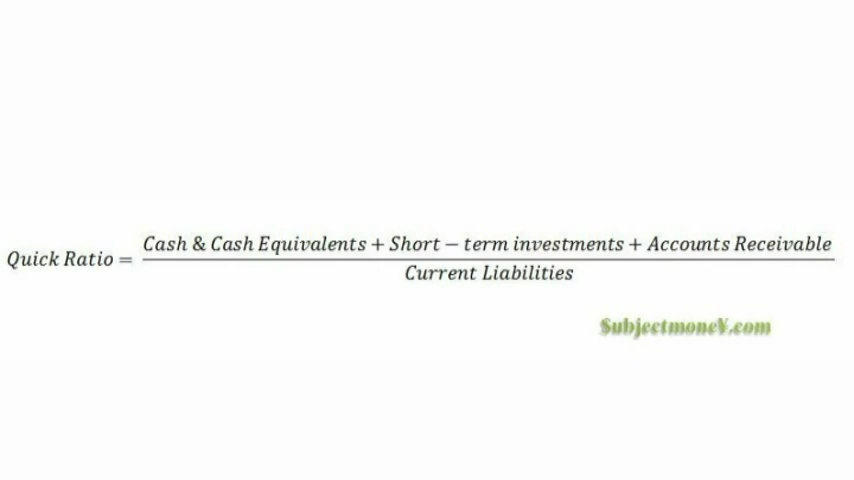 Quick Ratio = Cash & Cash Equivalents + Short − term investments + Accounts Receivable
Current Liabilities
Subjectmoney.com